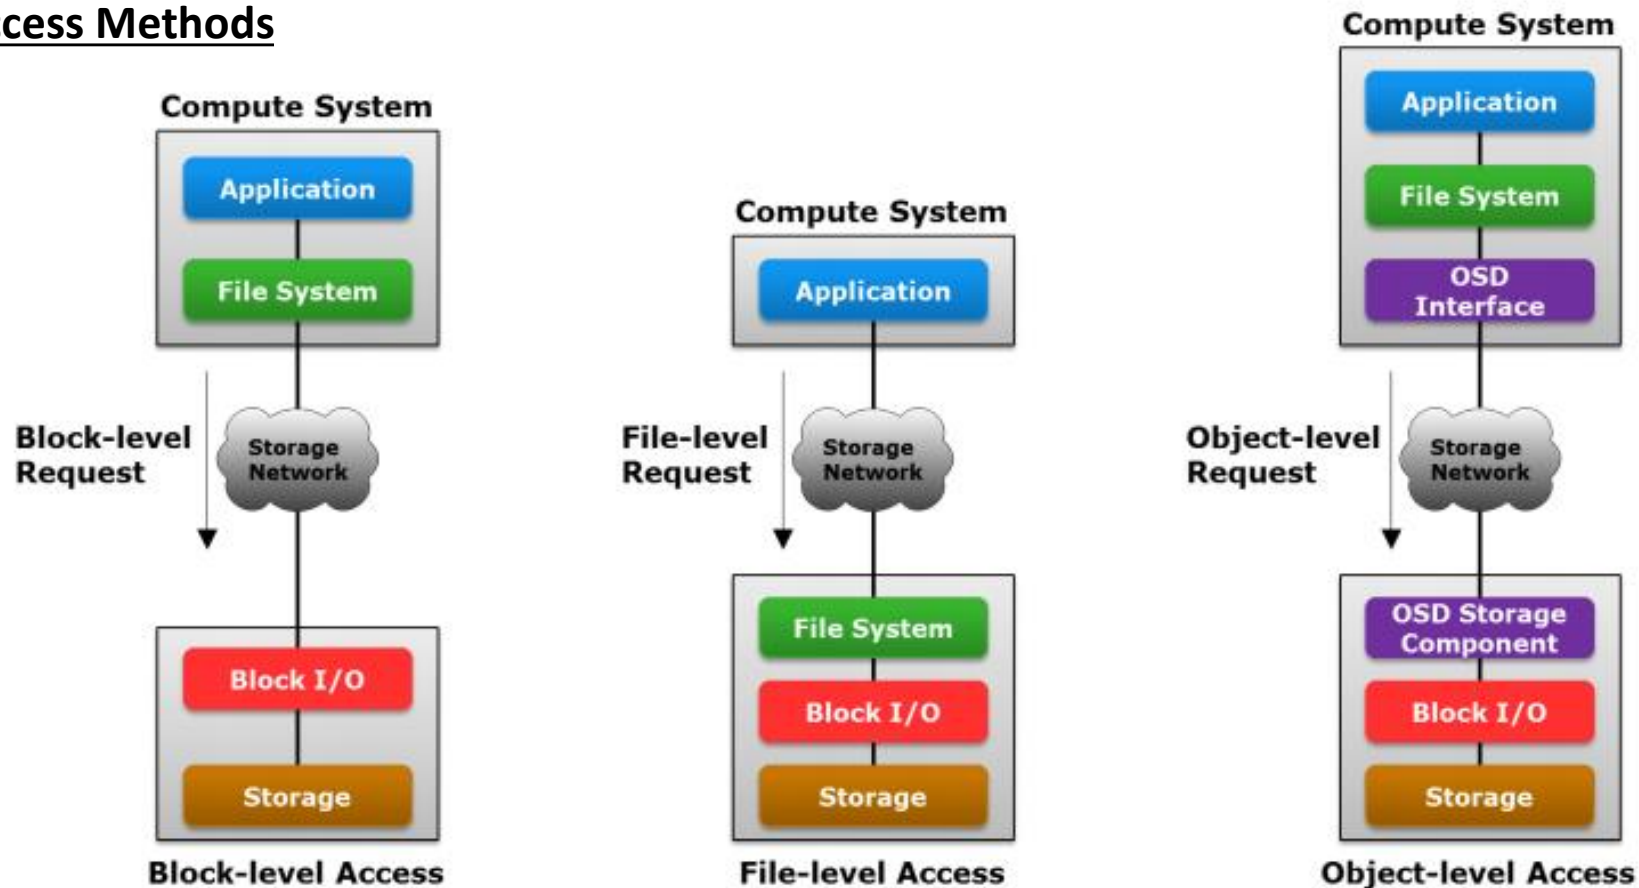 cess Methods
Compute System
Application
File System
Block-level
Request
Storage
Network
Block I/O
Storage
Block-level Access
Compute System
Application
File-level
Request
Storage
Network
File System
Block I/O
Storage
File-level Access
Compute System
Application
File System
OSD
Interface
Object-level
Request
Storage
Network
OSD Storage
Component
Block I/O
Storage
Object-level Access